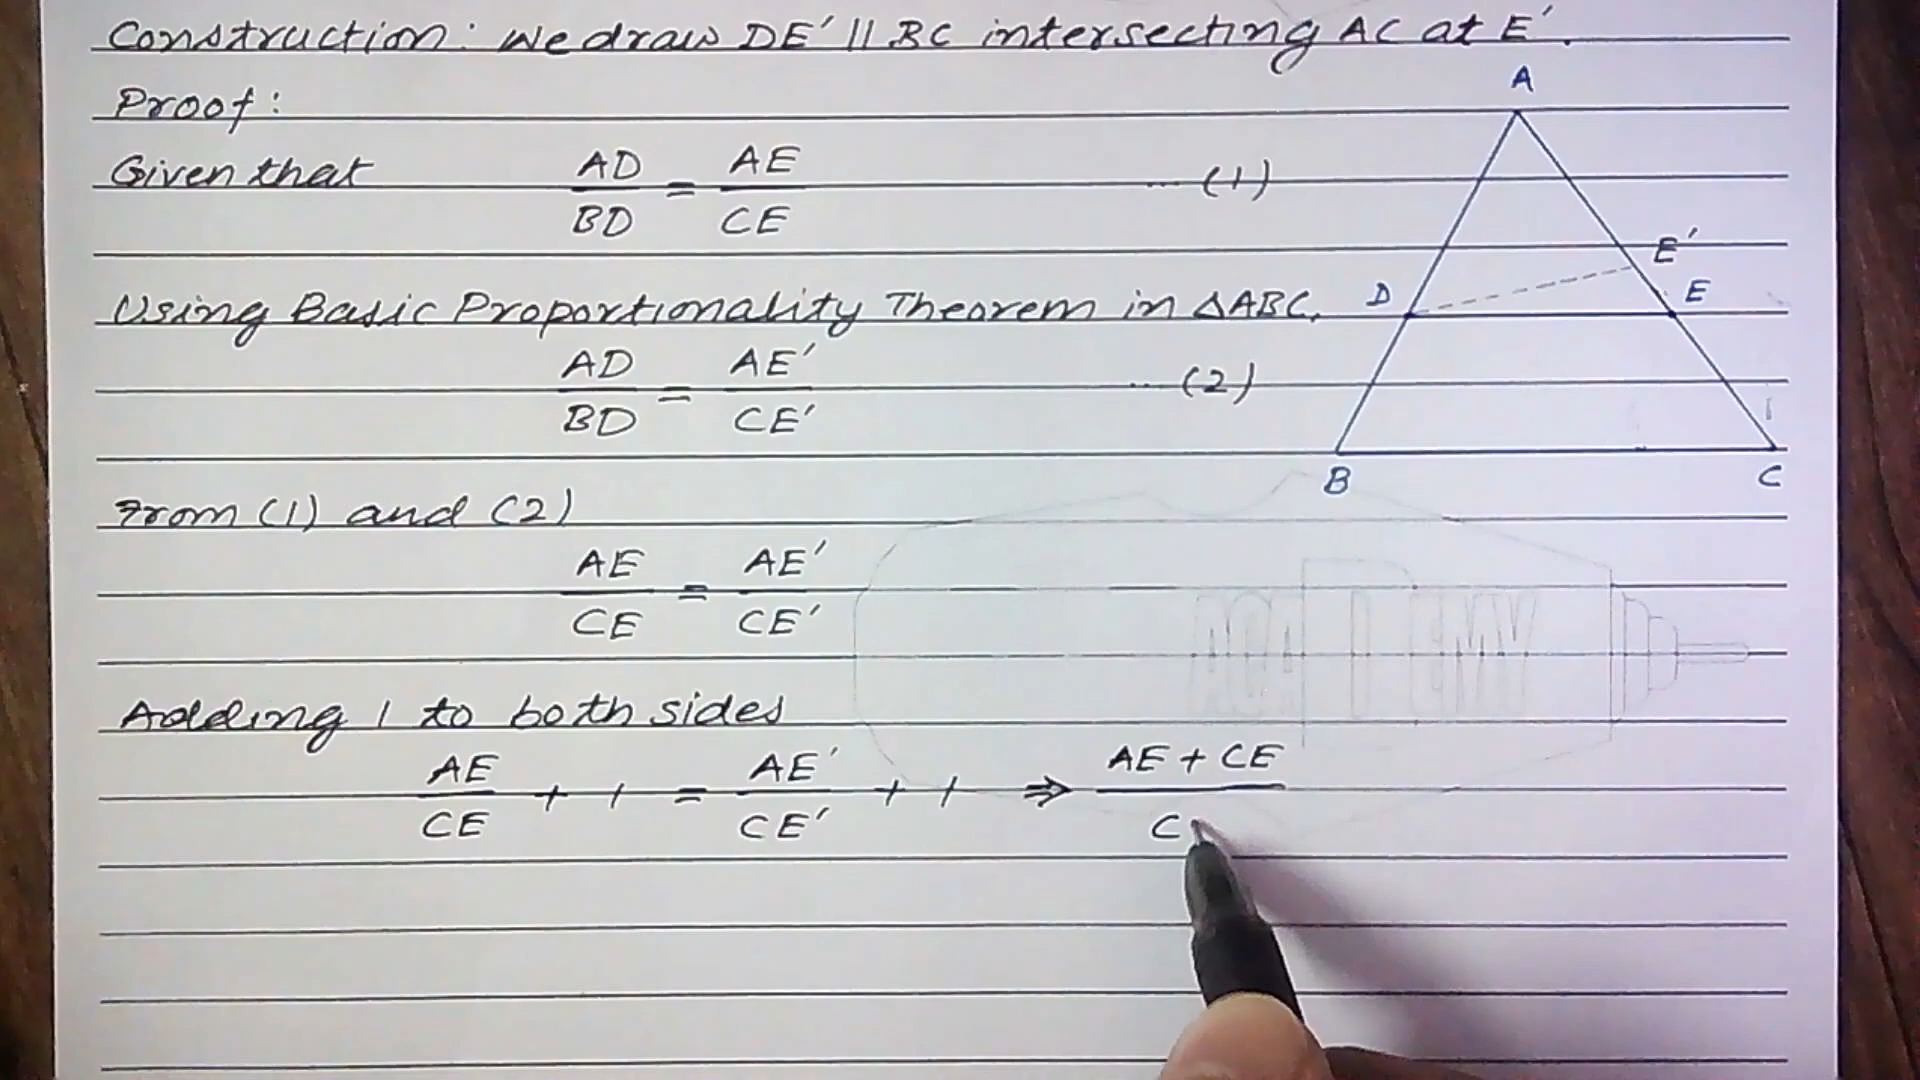 Construction: We draw DE' || BC intersecting AC at E'.
Proof:
Given that AD/BD = AE/CE ... (1)
Using Basic Proportionality Theorem in ΔABC,
AD/BD = AE'/CE' ... (2)
From (1) and (2)
AE/CE = AE'/CE'
Adding 1 to both sides
AE/CE + 1 = AE'/CE' + 1 ⇒ AE + CE / C
A
E'
D E
B C
ACADEMY